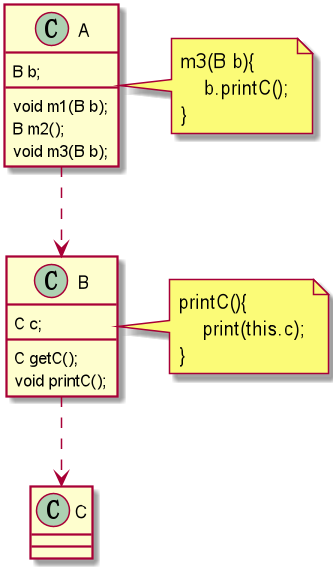 C A
B b;
void m1(B b);
B m2();
void m3(B b);
m3(B b){
b.printC();
}
C B
C c;
C getC();
void printC();
printC(){
print(this.c);
}
C C